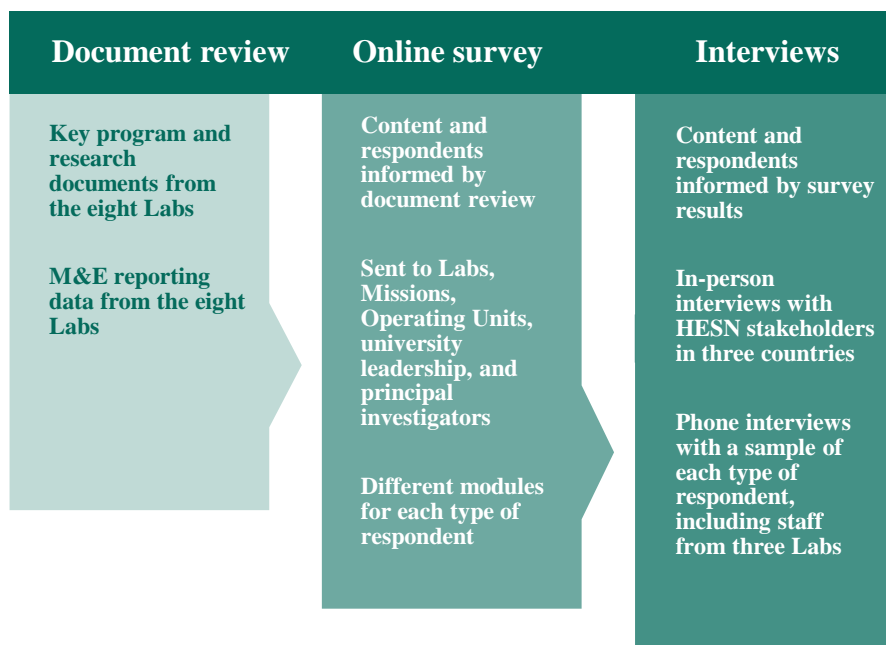 Document review
Key program and
research
documents from
the eight Labs
M&E reporting
data from the eight
Labs
Online survey
Content and
respondents
informed by
document review
Sent to Labs,
Missions,
Operating Units,
university
leadership, and
principal
investigators
Different modules
for each type of
respondent
Interviews
Content and
respondents
informed by survey
results
In-person
interviews with
HESN stakeholders
in three countries
Phone interviews
with a sample of
each type of
respondent,
including staff
from three Labs